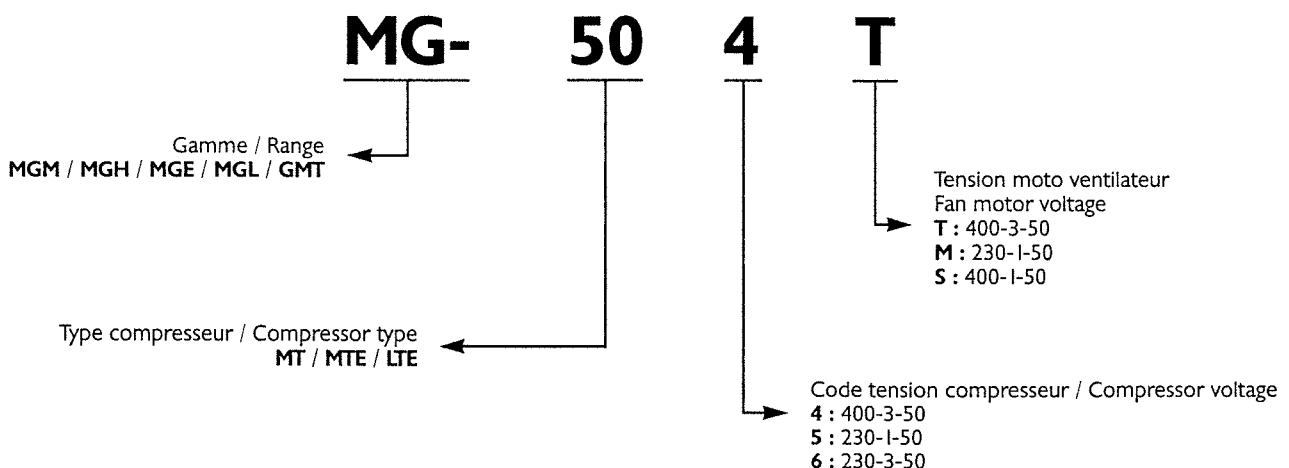 MG- 50 4 T
Gamme / Range
MGM / MGH / MGE / MGL / GMT
Tension moto ventilateur
Fan motor voltage
T : 400-3-50
M : 230-1-50
S : 400-1-50
Type compresseur / Compressor type
MT / MTE / LTE
Code tension compresseur / Compressor voltage
4 : 400-3-50
5 : 230-1-50
6 : 230-3-50